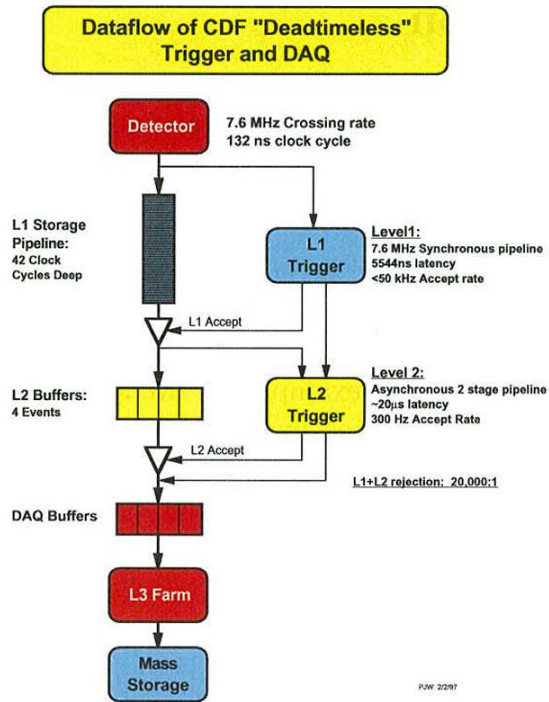 Dataflow of CDF "Deadtimeless"
Trigger and DAQ
Detector
7.6 MHz Crossing rate
132 ns clock cycle
L1 Storage
Pipeline:
42 Clock
Cycles Deep
L1
Trigger
Level1:
7.6 MHz Synchronous pipeline
5544ns latency
<50 kHz Accept rate
L1 Accept
L2 Buffers:
4 Events
L2
Trigger
Level 2:
Asynchronous 2 stage pipeline
~20µs latency
300 Hz Accept Rate
L2 Accept
L1+L2 rejection: 20,000:1
DAQ Buffers
L3 Farm
Mass
Storage
PJW 2/2/97